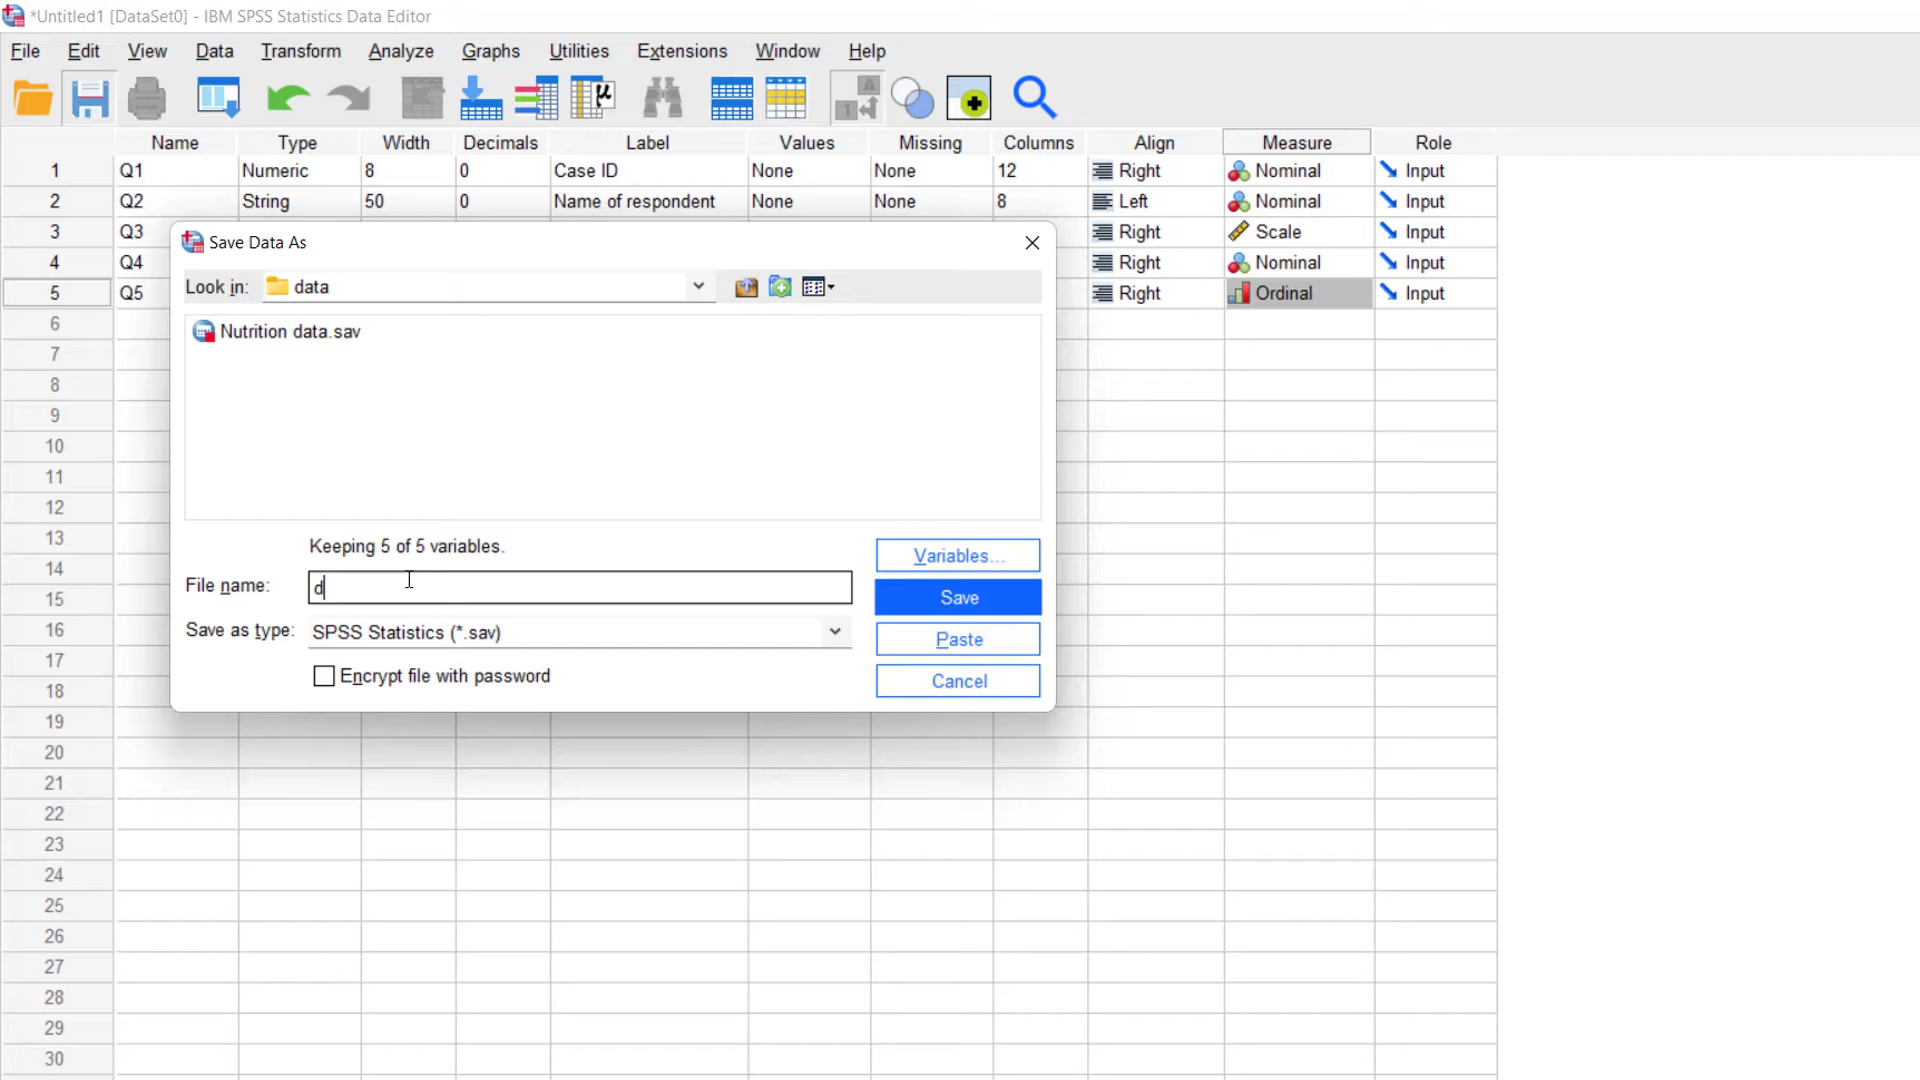 *Untitled1 [DataSet0] - IBM SPSS Statistics Data Editor
File Edit View Data Transform Analyze Graphs Utilities Extensions Window Help
Name Type Width Decimals Label Values Missing Columns Align Measure Role
1 Q1 Numeric 8 0 Case ID None None 12 Right Nominal Input
2 Q2 String 50 0 Name of respondent None None 8 Left Nominal Input
3 Q3 Right Scale Input
4 Q4 Right Nominal Input
5 Q5 Right Ordinal Input
Save Data As
Look in: data
Nutrition data.sav
Keeping 5 of 5 variables.
Variables...
File name: d
Save
Save as type: SPSS Statistics (*.sav)
Paste
Encrypt file with password
Cancel
6
7
8
9
10
11
12
13
14
15
16
17
18
19
20
21
22
23
24
25
26
27
28
29
30